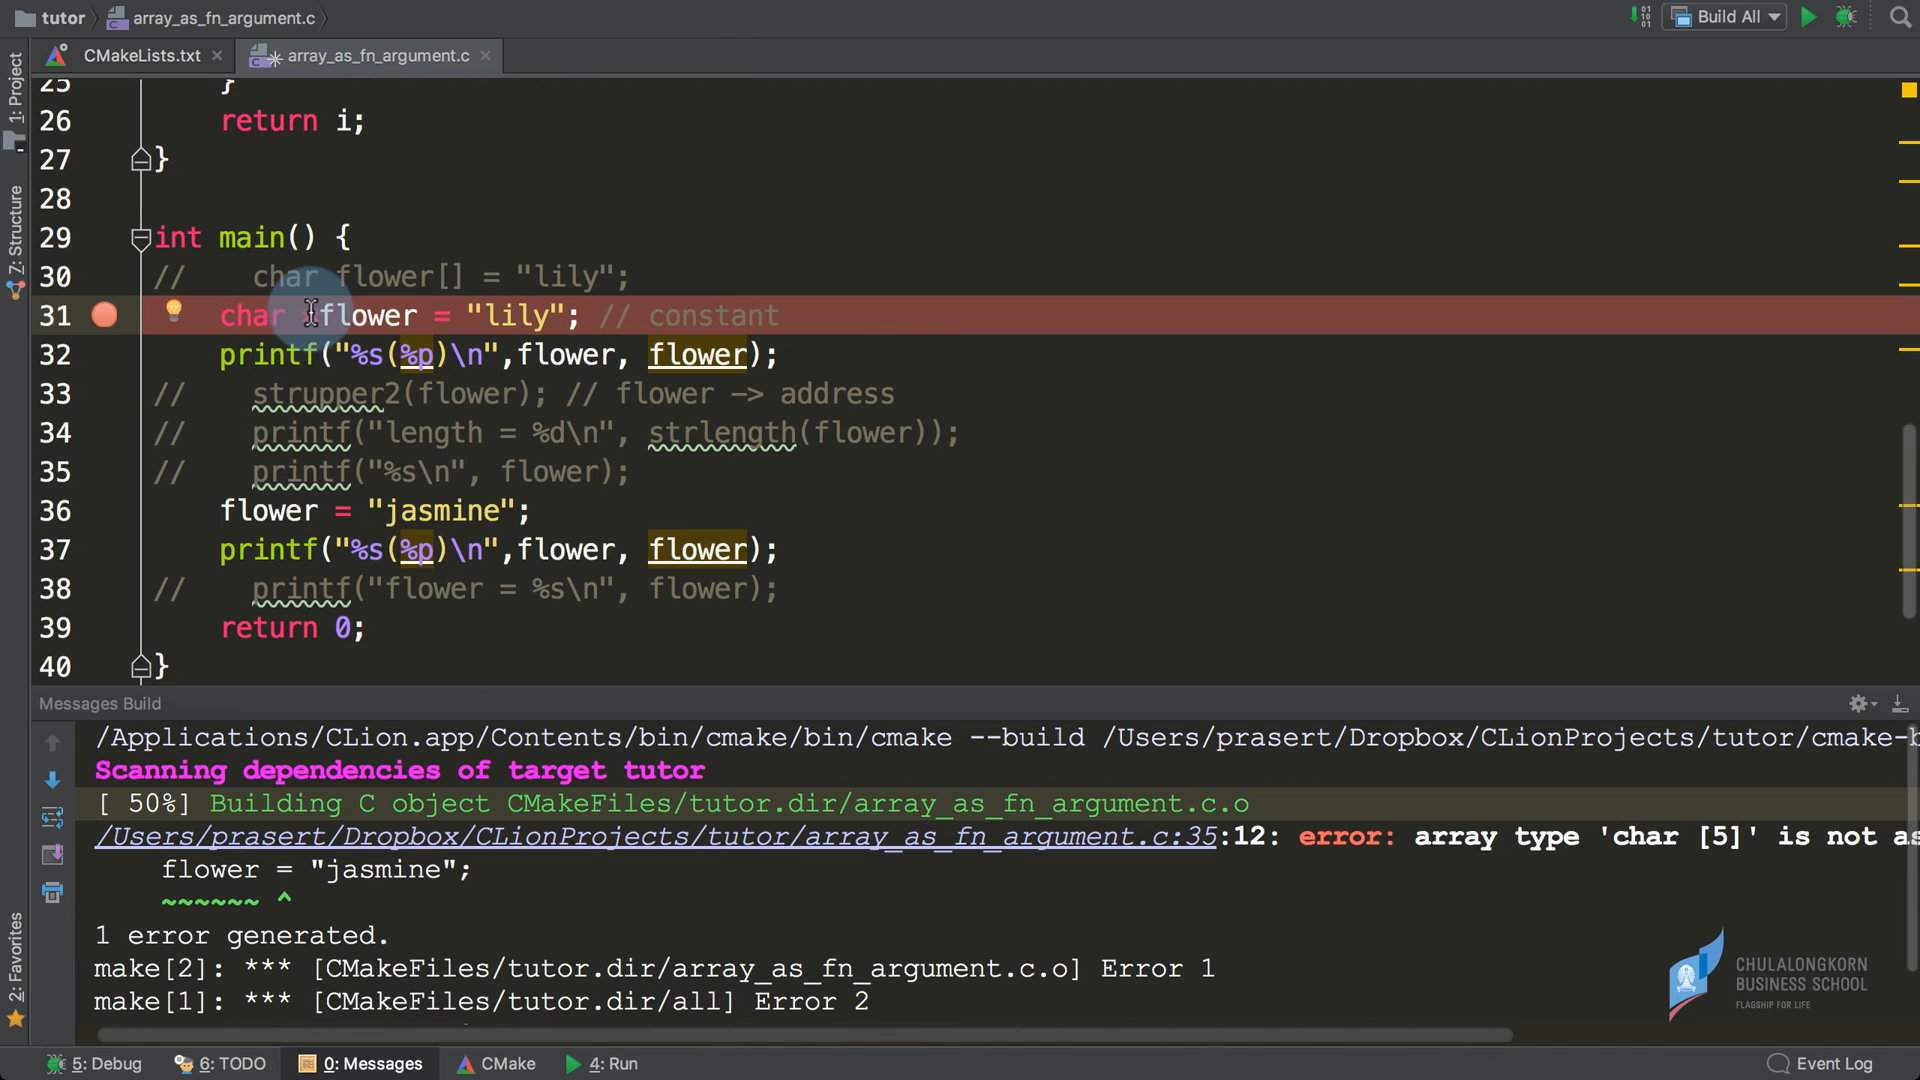 tutor array_as_fn_argument.c Build All
CMakeLists.txt array_as_fn_argument.c
1: Project
Z: Structure
2: Favorites
25 }
26 return i;
27 }
28
29 int main() {
30 // char flower[] = "lily";
31 char *flower = "lily"; // constant
32 printf("%s(%p)\n",flower, flower);
33 // strupper2(flower); // flower -> address
34 // printf("length = %d\n", strlength(flower));
35 // printf("%s\n", flower);
36 flower = "jasmine";
37 printf("%s(%p)\n",flower, flower);
38 // printf("flower = %s\n", flower);
39 return 0;
40 }
Messages Build
/Applications/CLion.app/Contents/bin/cmake/bin/cmake --build /Users/prasert/Dropbox/CLionProjects/tutor/cmake-b
Scanning dependencies of target tutor
[ 50%] Building C object CMakeFiles/tutor.dir/array_as_fn_argument.c.o
/Users/prasert/Dropbox/CLionProjects/tutor/array_as_fn_argument.c:35:12: error: array type 'char [5]' is not as
flower = "jasmine";
~~~~~~ ^
1 error generated.
make[2]: *** [CMakeFiles/tutor.dir/array_as_fn_argument.c.o] Error 1
make[1]: *** [CMakeFiles/tutor.dir/all] Error 2
CHULALONGKORN
BUSINESS SCHOOL
FLAGSHIP FOR LIFE
5: Debug 6: TODO 0: Messages CMake 4: Run Event Log